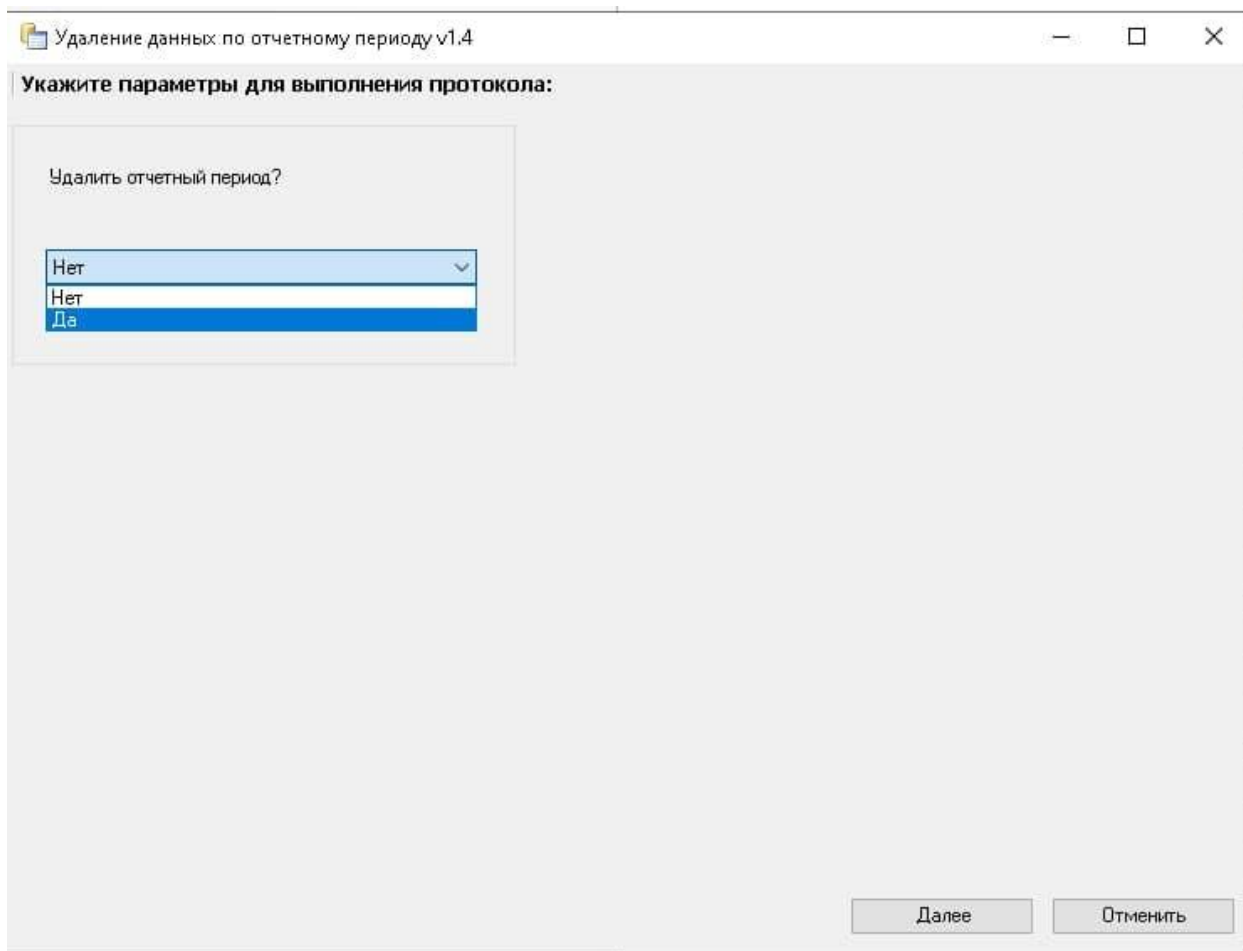 Удаление данных по отчетному периоду v1.4
Укажите параметры для выполнения протокола:
Удалить отчетный период?
Нет
Нет
Да
Далее
Отменить